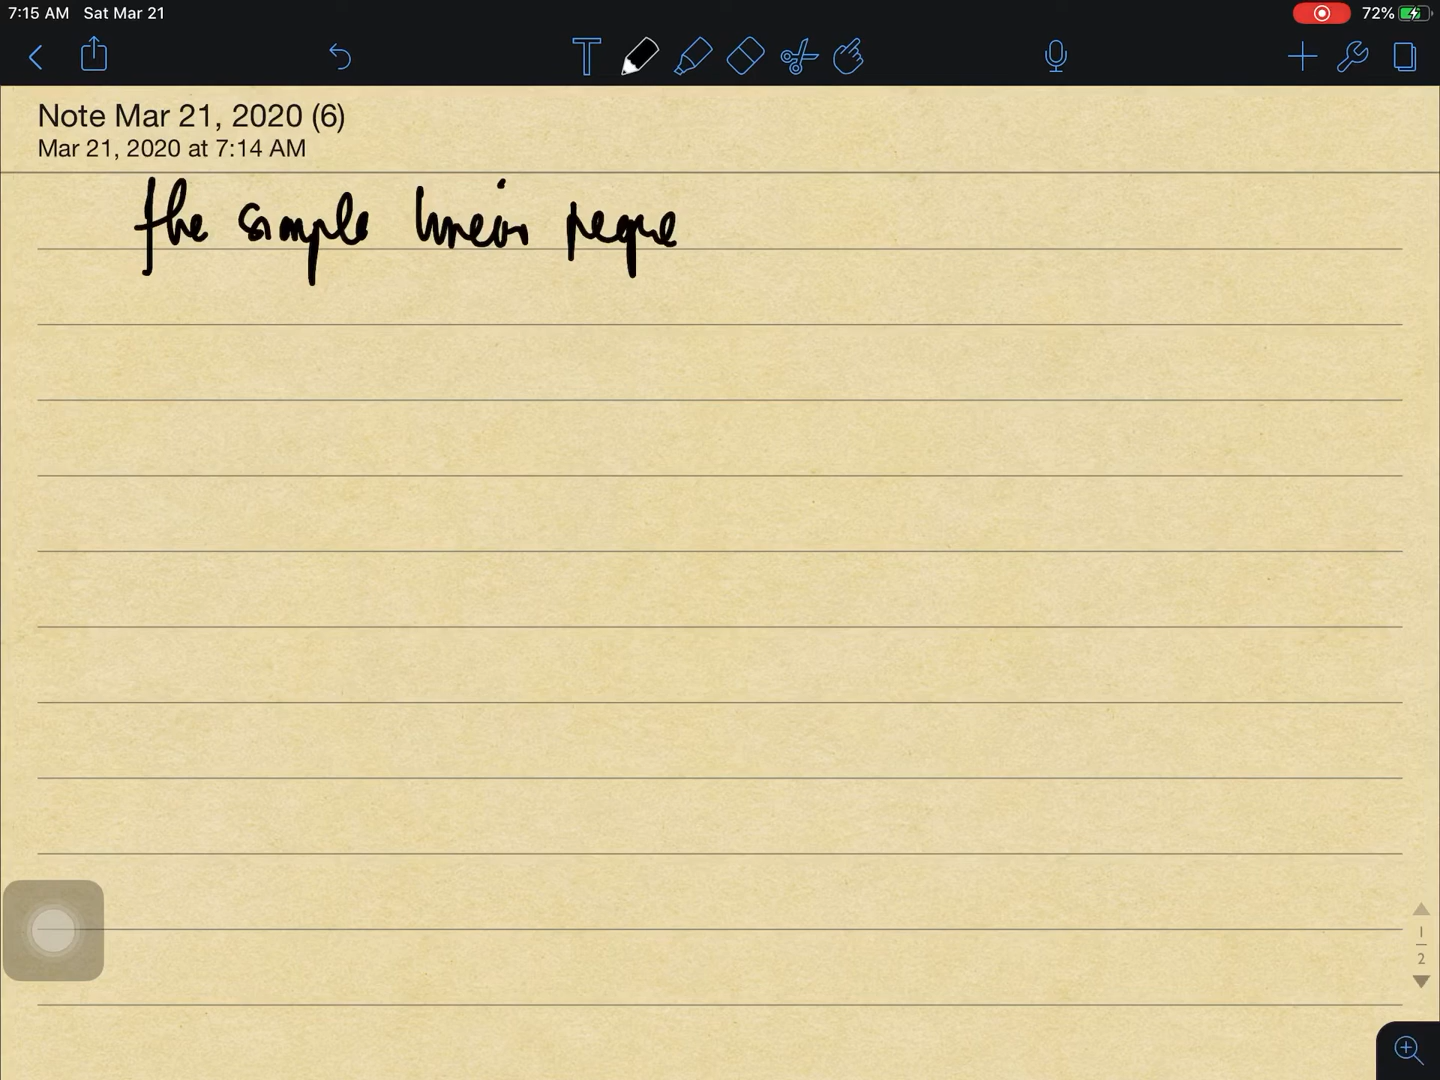 7:15 AM Sat Mar 21
72%
T
Note Mar 21, 2020 (6)
Mar 21, 2020 at 7:14 AM
the simple linear
1
2